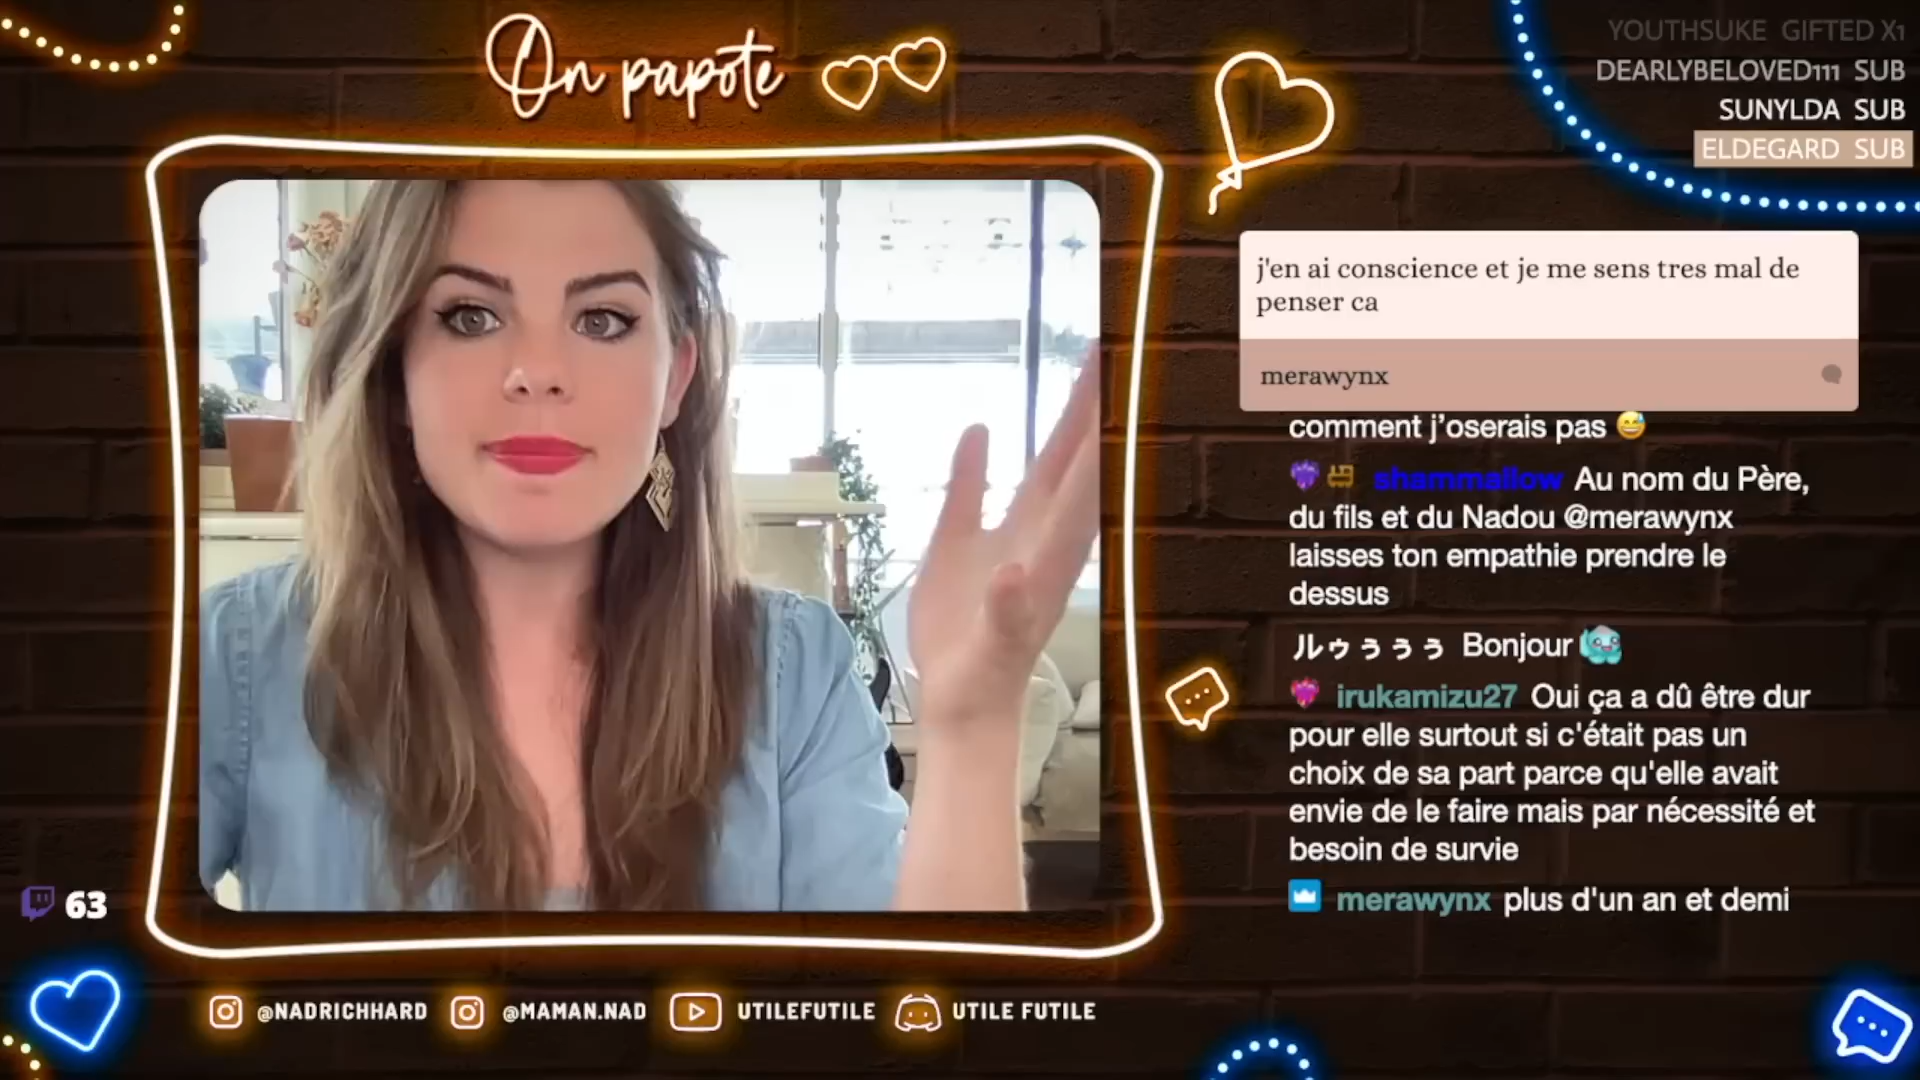 On papote
YOUTHSUKE GIFTED X1
DEARLYBELOVED111 SUB
SUNYLDA SUB
ELDEGARD SUB
j'en ai conscience et je me sens tres mal de
penser ca
merawynx
comment j'oserais pas 😅
shammallow Au nom du Père,
du fils et du Nadou @merawynx
laisses ton empathie prendre le
dessus
ルゥぅぅぅ Bonjour
irukamizu27 Oui ça a dû être dur
pour elle surtout si c'était pas un
choix de sa part parce qu'elle avait
envie de le faire mais par nécessité et
besoin de survie
merawynx plus d'un an et demi
63
@NADRICHHARD @MAMAN.NAD UTILEFUTILE UTILE FUTILE